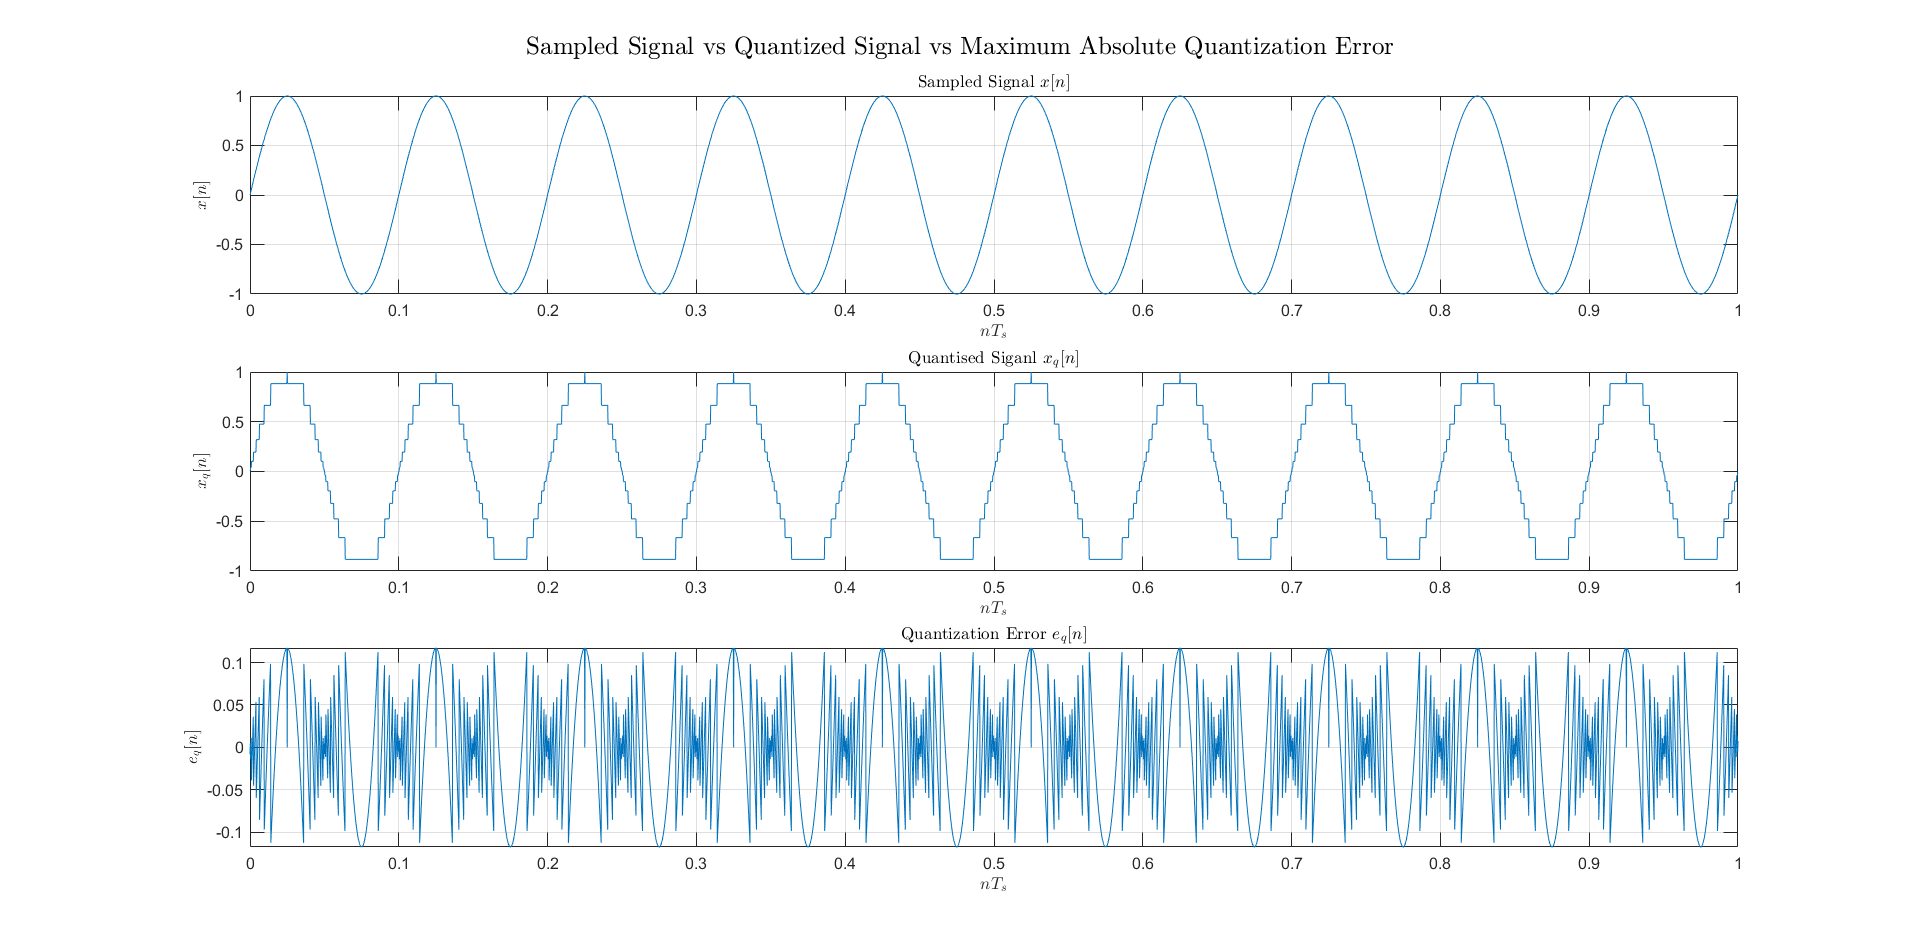 Sampled Signal vs Quantized Signal vs Maximum Absolute Quantization Error
Sampled Signal x[n]
1
0.5
0
-0.5
-1
x[n]
0 0.1 0.2 0.3 0.4 0.5 0.6 0.7 0.8 0.9 1
nT_s
Quantised Siganl x_q[n]
1
0.5
0
-0.5
-1
x_q[n]
0 0.1 0.2 0.3 0.4 0.5 0.6 0.7 0.8 0.9 1
nT_s
Quantization Error e_q[n]
0.1
0.05
0
-0.05
-0.1
e_q[n]
0 0.1 0.2 0.3 0.4 0.5 0.6 0.7 0.8 0.9 1
nT_s